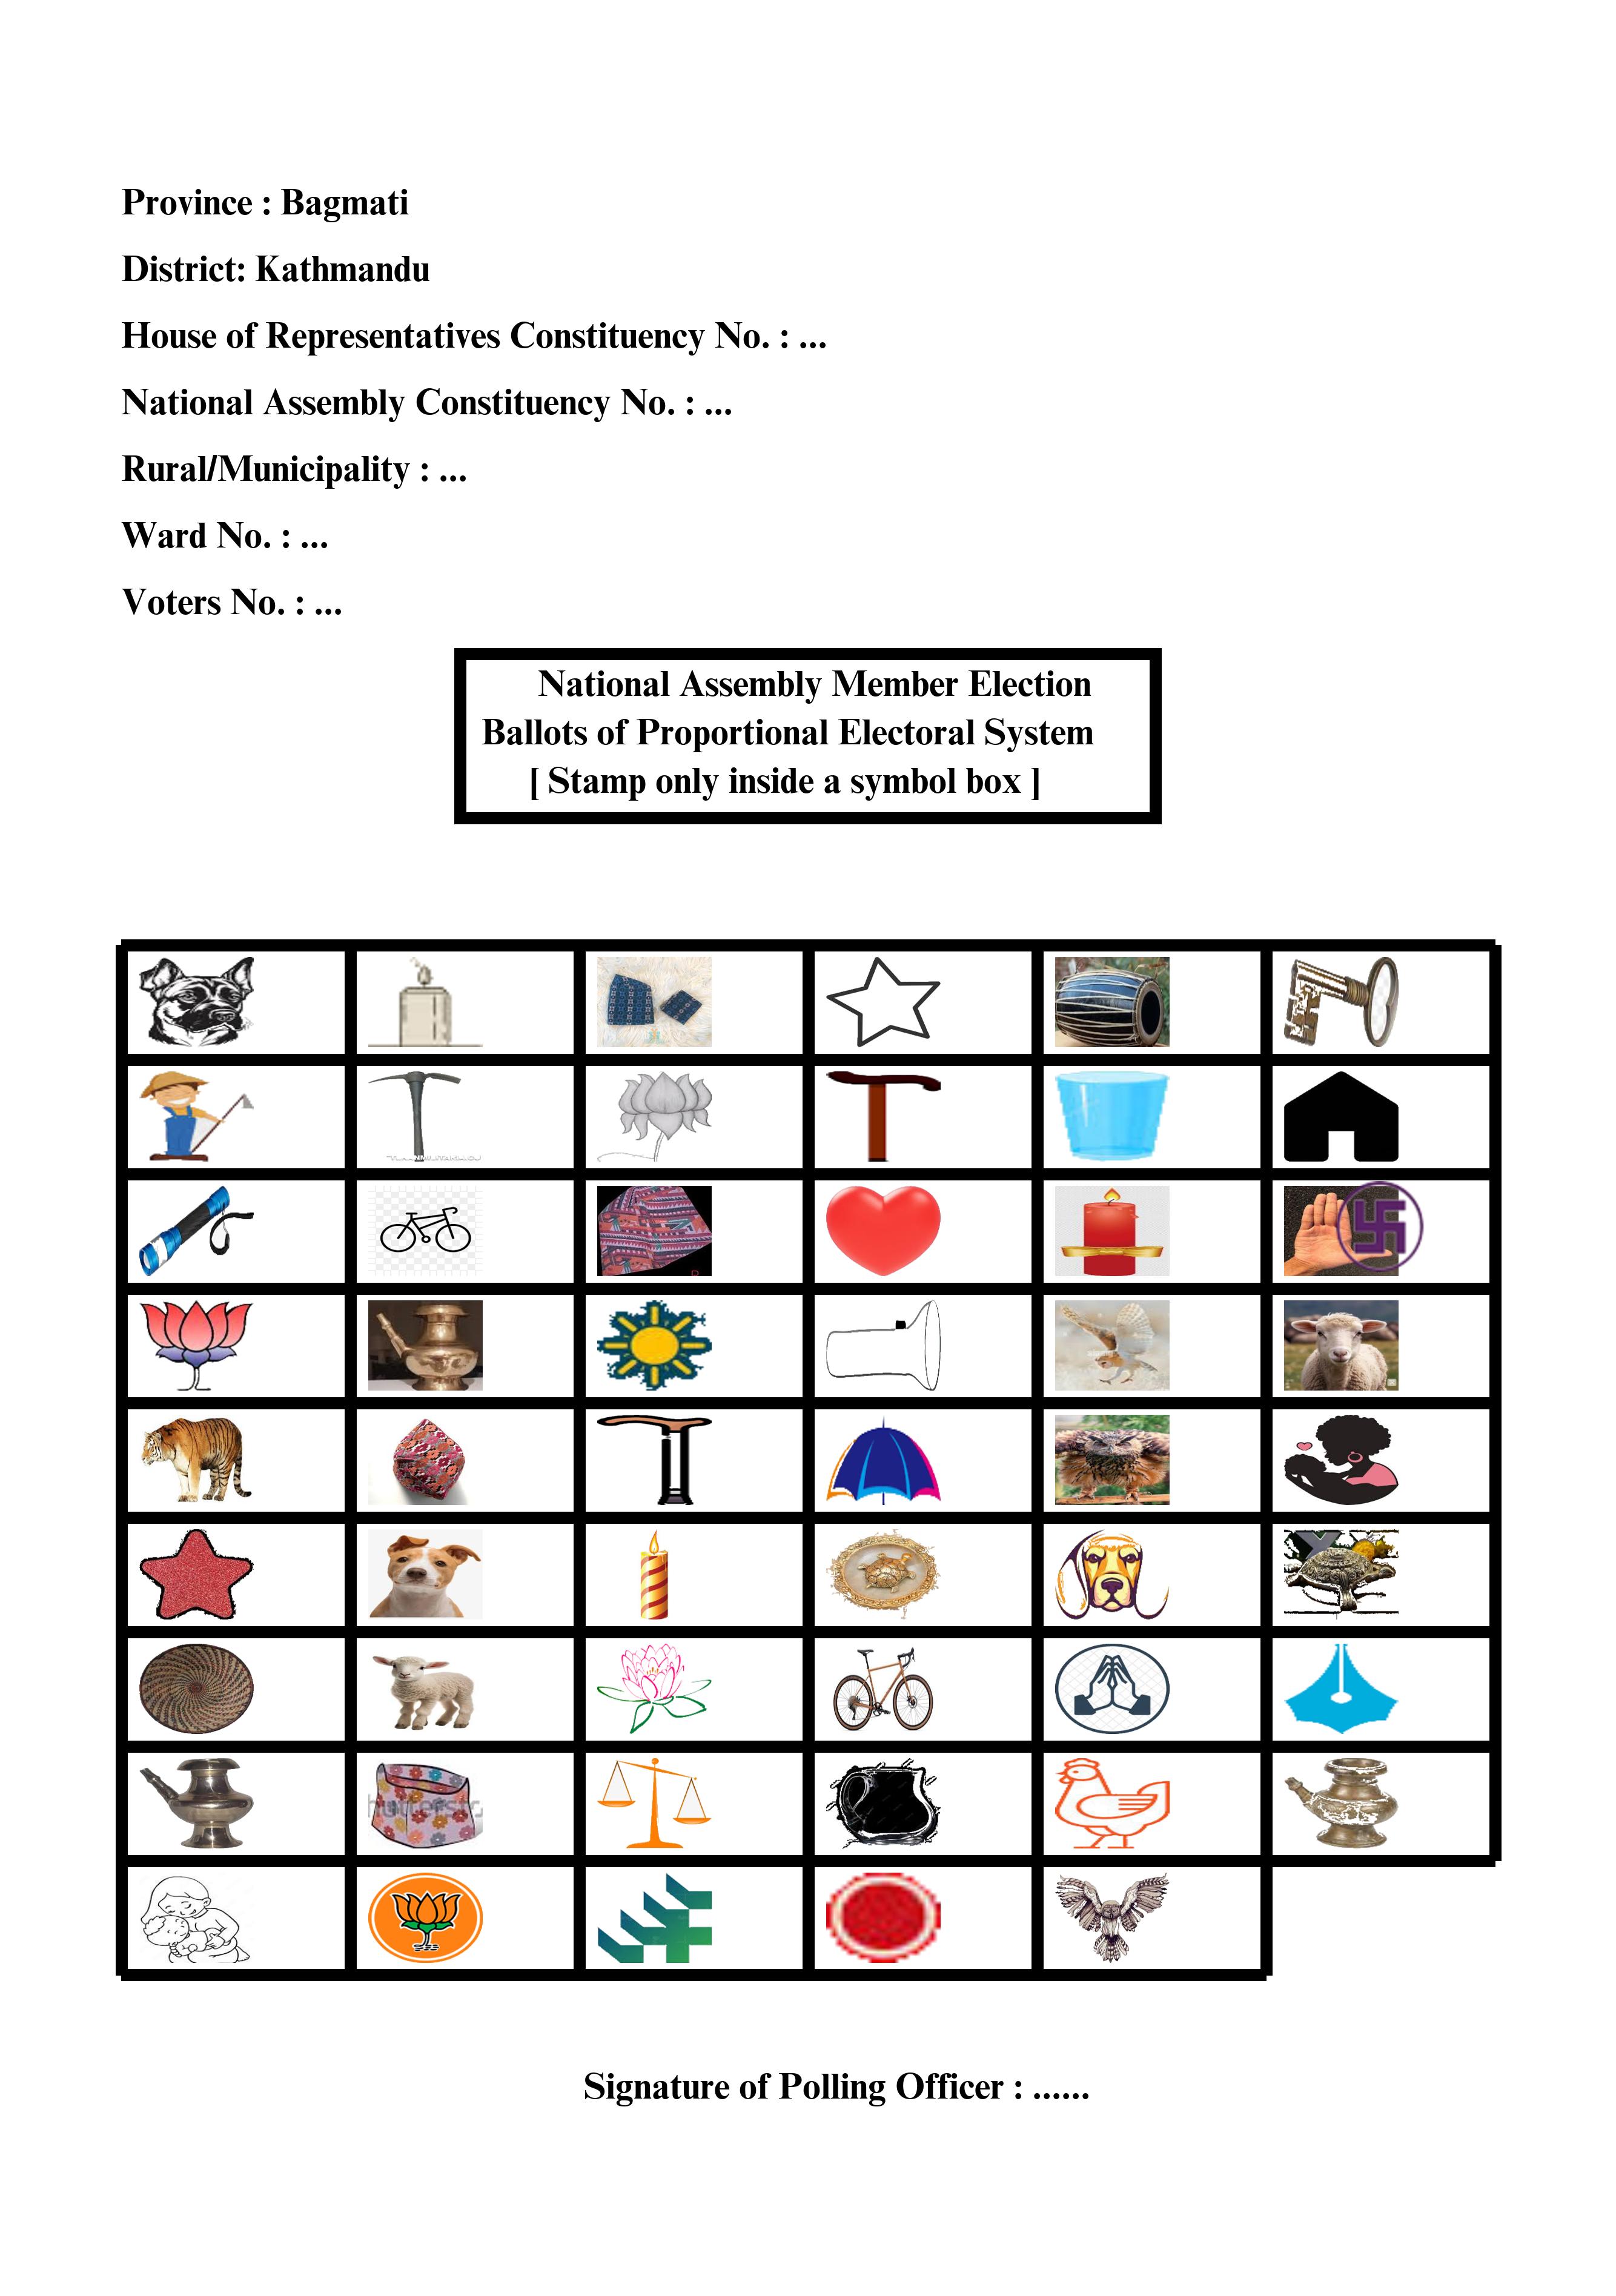 Province : Bagmati
District: Kathmandu
House of Representatives Constituency No. : ...
National Assembly Constituency No. : ...
Rural/Municipality : ...
Ward No. : ...
Voters No. : ...
National Assembly Member Election
Ballots of Proportional Electoral System
[ Stamp only inside a symbol box ]
Signature of Polling Officer : ......